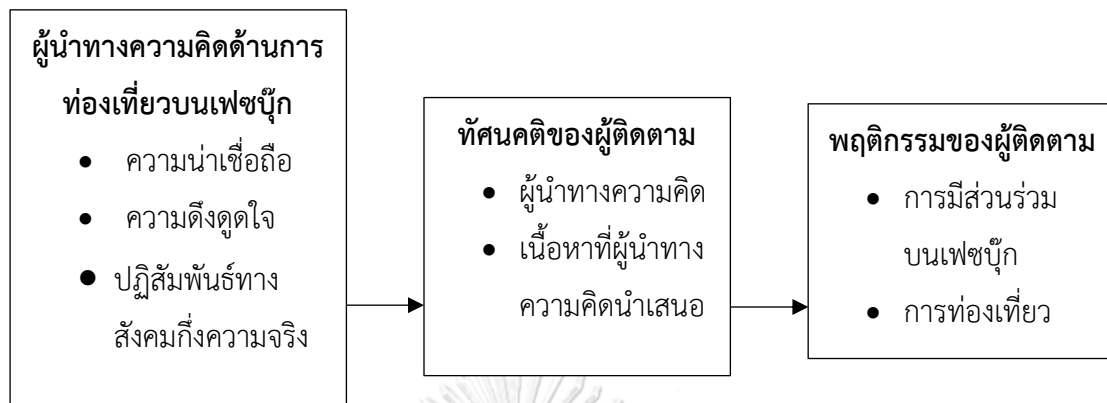 ผู้นำทางความคิดด้านการ
ท่องเที่ยวบนเฟซบุ๊ก
• ความน่าเชื่อถือ
• ความดึงดูดใจ
• ปฏิสัมพันธ์ทาง
สังคมกึ่งความจริง
ทัศนคติของผู้ติดตาม
• ผู้นำทางความคิด
• เนื้อหาที่ผู้นำทาง
ความคิดนำเสนอ
พฤติกรรมของผู้ติดตาม
• การมีส่วนร่วม
บนเฟซบุ๊ก
• การท่องเที่ยว